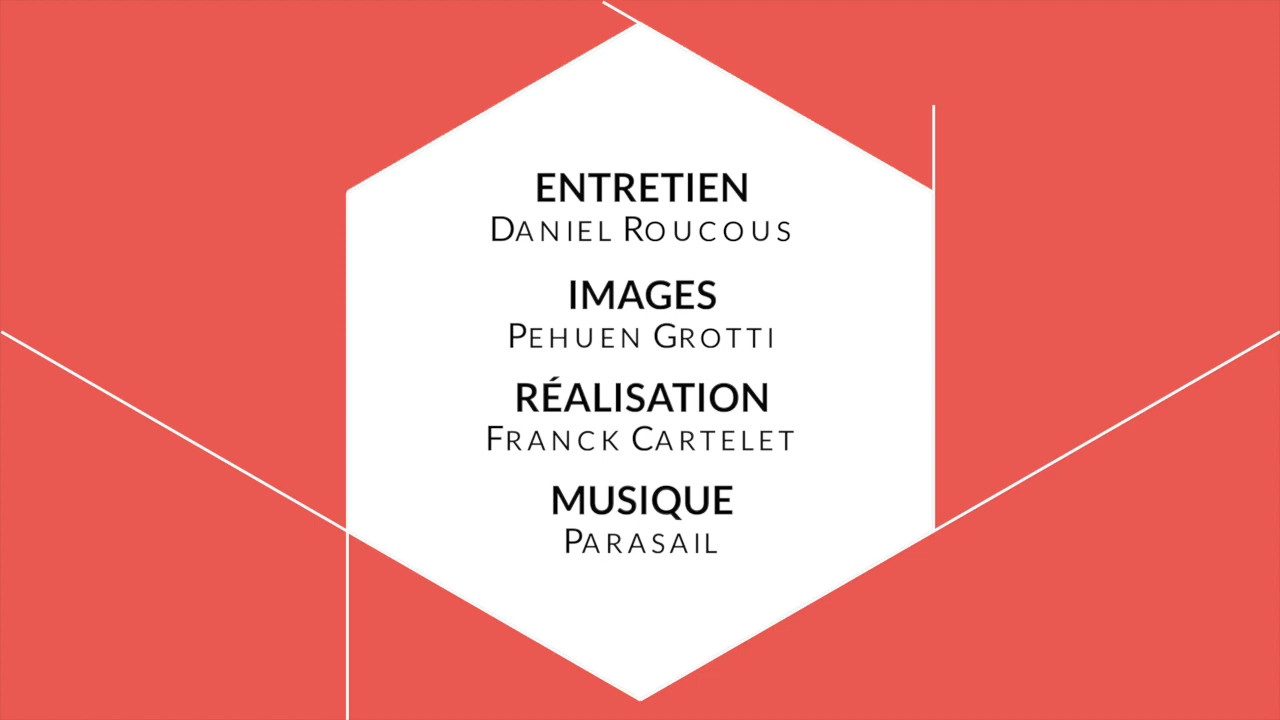 ENTRETIEN
Daniel Roucous
IMAGES
Pehuen Grotti
RÉALISATION
Franck Cartelet
MUSIQUE
Parasail